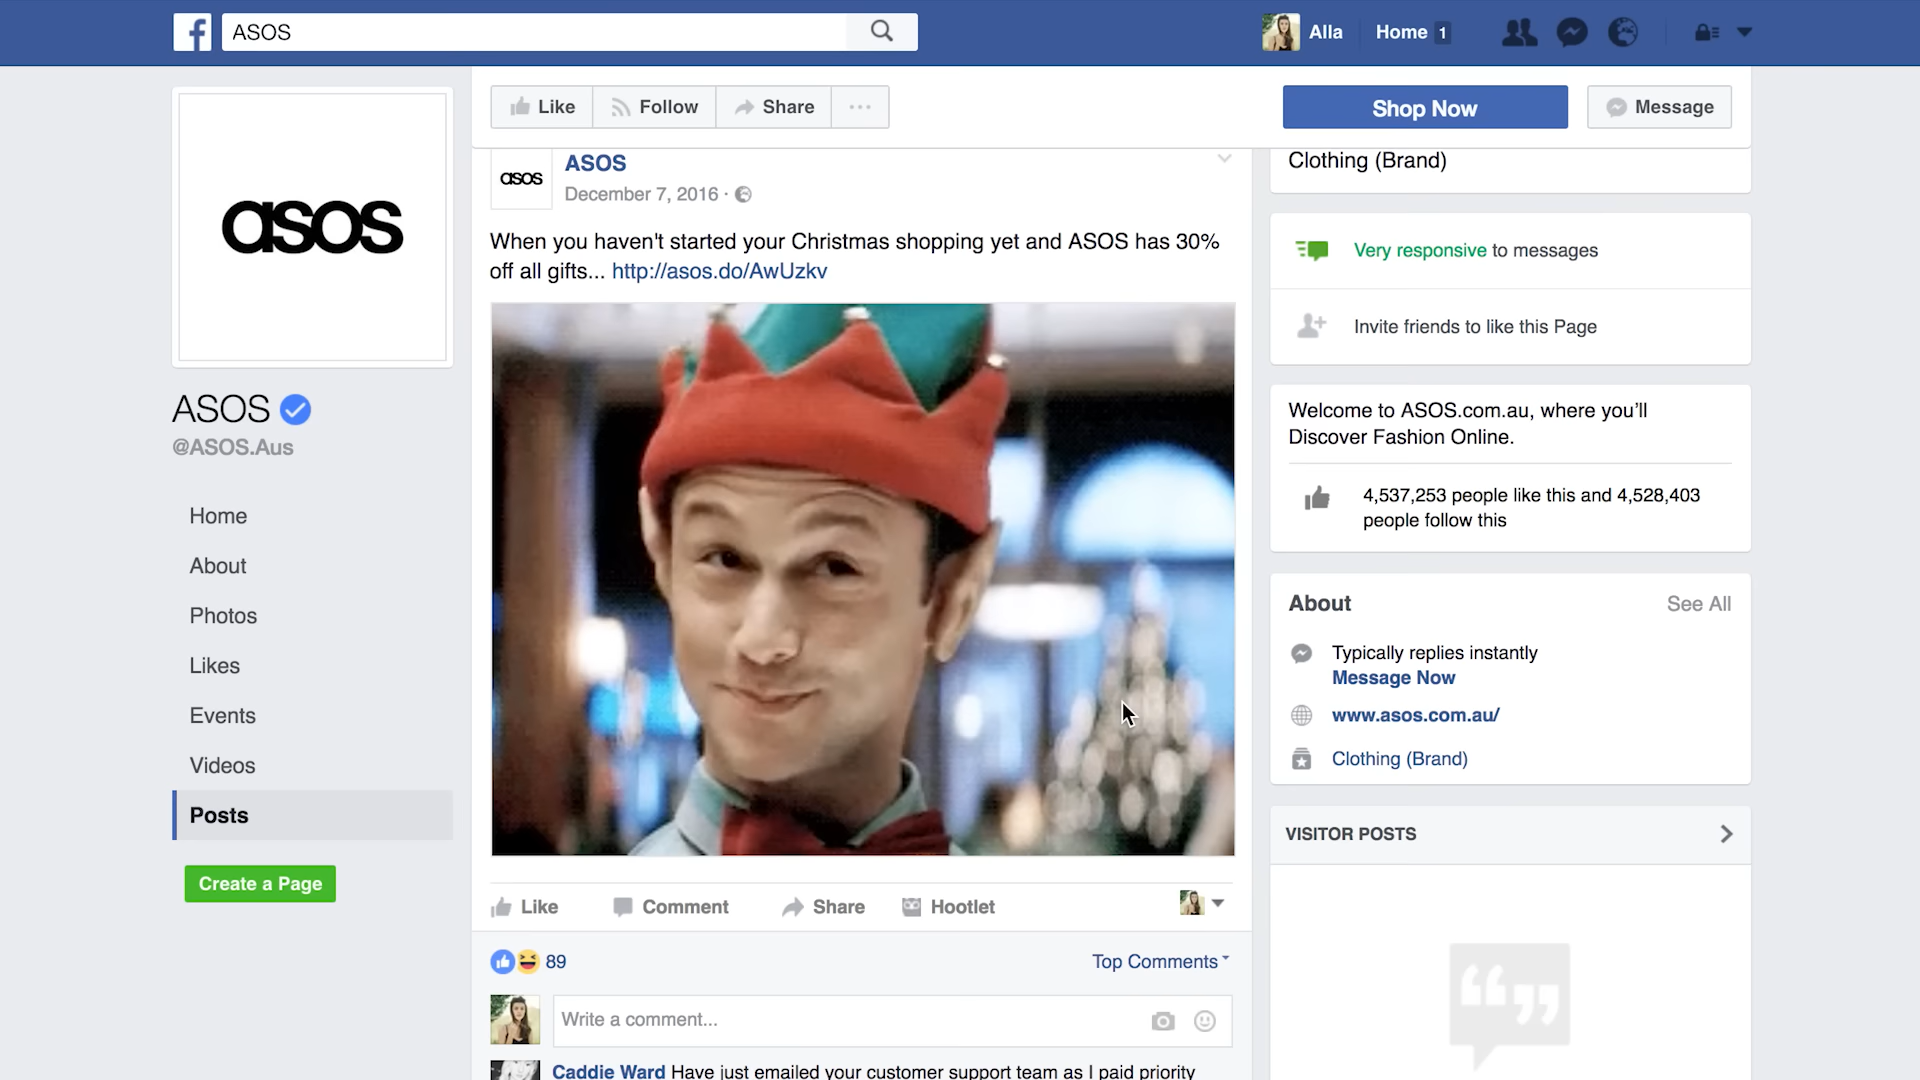 ASOS
Alla
Home 1
Like
Follow
Share
Shop Now
Message
asos
ASOS
@ASOS.Aus
Home
About
Photos
Likes
Events
Videos
Posts
Create a Page
asos
ASOS
December 7, 2016 ·
When you haven't started your Christmas shopping yet and ASOS has 30%
off all gifts... http://asos.do/AwUzkv
Like
Comment
Share
Hootlet
89
Top Comments
Write a comment...
Caddie Ward Have just emailed your customer support team as I paid priority
Clothing (Brand)
Very responsive to messages
Invite friends to like this Page
Welcome to ASOS.com.au, where you'll
Discover Fashion Online.
4,537,253 people like this and 4,528,403
people follow this
About
See All
Typically replies instantly
Message Now
www.asos.com.au/
Clothing (Brand)
VISITOR POSTS